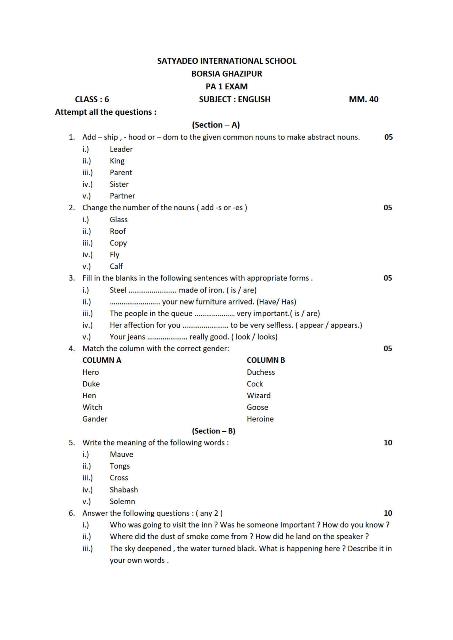 SATYADEO INTERNATIONAL SCHOOL
BORSIA GHAZIPUR
PA 1 EXAM
CLASS : 6 SUBJECT : ENGLISH MM. 40
Attempt all the questions :
(Section – A)
1. Add – ship , - hood or – dom to the given common nouns to make abstract nouns. 05
i.) Leader
ii.) King
iii.) Parent
iv.) Sister
v.) Partner
2. Change the number of the nouns ( add -s or -es ) 05
i.) Glass
ii.) Roof
iii.) Copy
iv.) Fly
v.) Calf
3. Fill in the blanks in the following sentences with appropriate forms . 05
i.) Steel ........................ made of iron. ( is / are)
ii.) ......................... your new furniture arrived. (Have/ Has)
iii.) The people in the queue .................... very important.( is / are)
iv.) Her affection for you ....................... to be very selfless. ( appear / appears.)
v.) Your jeans .................... really good. ( look / looks)
4. Match the column with the correct gender: 05
COLUMN A COLUMN B
Hero Duchess
Duke Cock
Hen Wizard
Witch Goose
Gander Heroine
(Section – B)
5. Write the meaning of the following words : 10
i.) Mauve
ii.) Tongs
iii.) Cross
iv.) Shabash
v.) Solemn
6. Answer the following questions : ( any 2 ) 10
i.) Who was going to visit the inn ? Was he someone important ? How do you know ?
ii.) Where did the dust of smoke come from ? How did he land on the speaker ?
iii.) The sky deepened , the water turned black. What is happening here ? Describe it in
your own words .